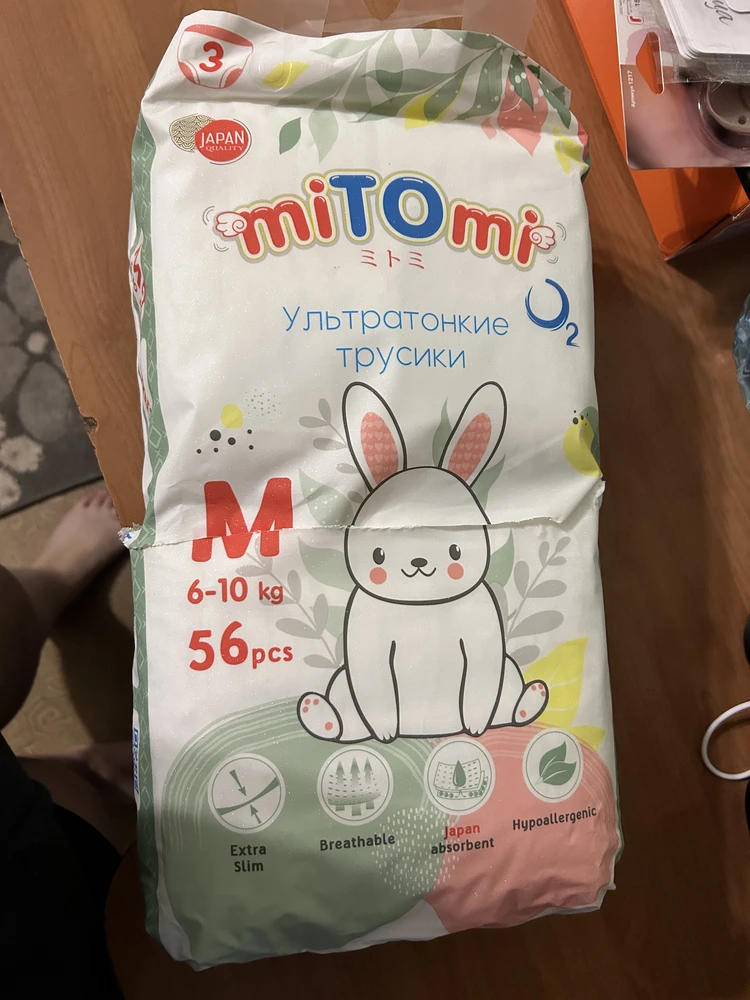 3
JAPAN
QUALITY
miTOmi
ミトミ
Ультратонкие
трусики
O2
M
6-10 kg
56pcs
Extra
Slim
Breathable
Japan
absorbent
Hypoallergenic